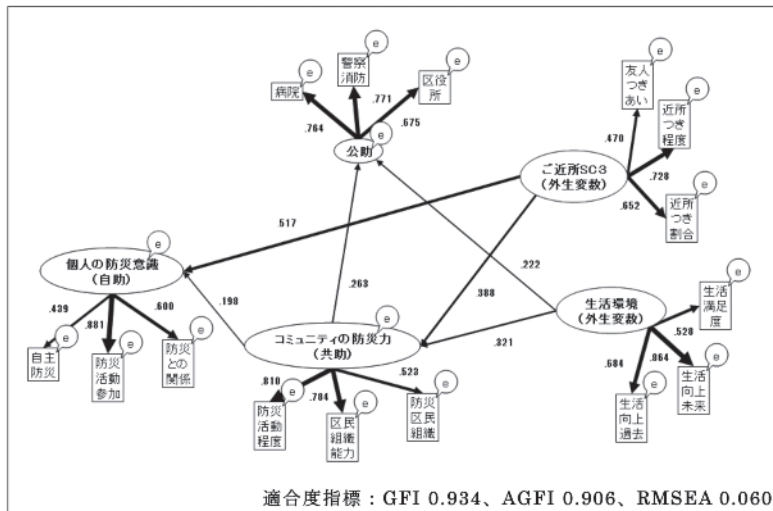 e
e
e
病院
警察
消防
区役
所
.764
.771
.675
e
公助
e
友人
つき
あい
e
近所
つき
程度
e
近所
つき
割合
.470
.728
.652
ご近所SC3
(外生変数)
.517
.388
.222
.263
.198
.321
e
個人の防災意識
(自助)
.439
.881
.600
e
自主
防災
e
防災
活動
参加
e
防災
との
関係
e
コミュニティの防災力
(共助)
.810
.784
.523
e
防災
活動
程度
e
区民
組織
能力
e
防災
区民
組織
生活環境
(外生変数)
e
生活
満足
度
.528
.864
.684
e
生活
向上
未来
e
生活
向上
過去
適合度指標：GFI 0.934、AGFI 0.906、RMSEA 0.060